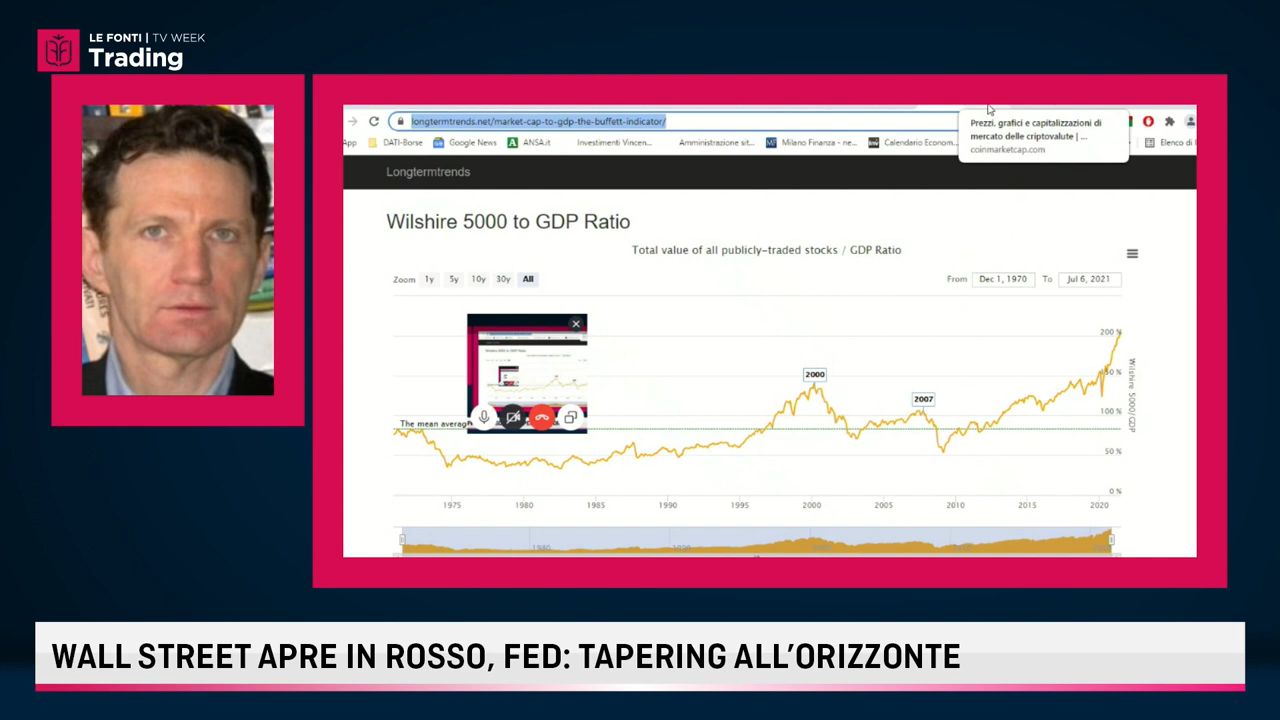 LE FONTI | TV WEEK
Trading
longtermtrends.net/market-cap-to-gdp-the-buffett-indicator/
Prezzi, grafici e capitalizzazioni di
mercato delle criptovalute | ...
coinmarketcap.com
App DATI-Borse Google News ANSA.it Investimenti Vincen... Amministrazione sit... Milano Finanza - ne... Calendario Econom... Elenco di
Longtermtrends
Wilshire 5000 to GDP Ratio
Total value of all publicly-traded stocks / GDP Ratio
Zoom 1y 5y 10y 30y All
From Dec 1, 1970 To Jul 6, 2021
200 %
150 %
100 %
50 %
0 %
Wilshire 5000/GDP
2000
2007
The mean averag
1975 1980 1985 1990 1995 2000 2005 2010 2015 2020
WALL STREET APRE IN ROSSO, FED: TAPERING ALL'ORIZZONTE